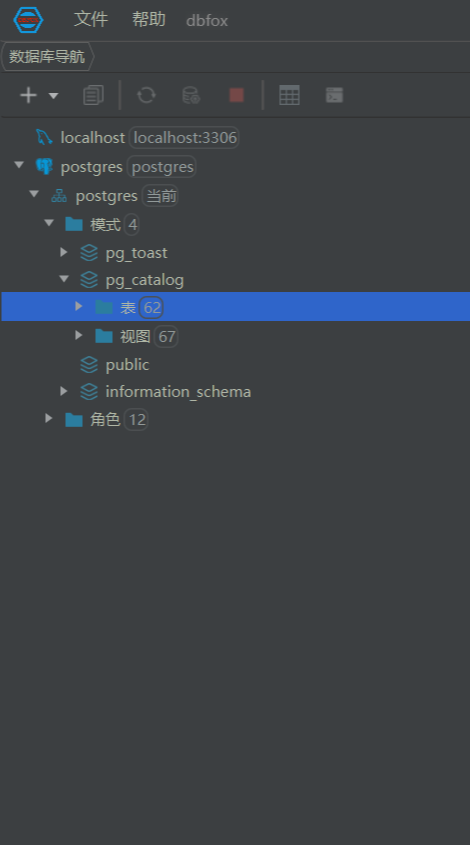 文件 帮助 dbfox
数据库导航
localhost localhost:3306
postgres postgres
postgres 当前
模式 4
pg_toast
pg_catalog
表 62
视图 67
public
information_schema
角色 12